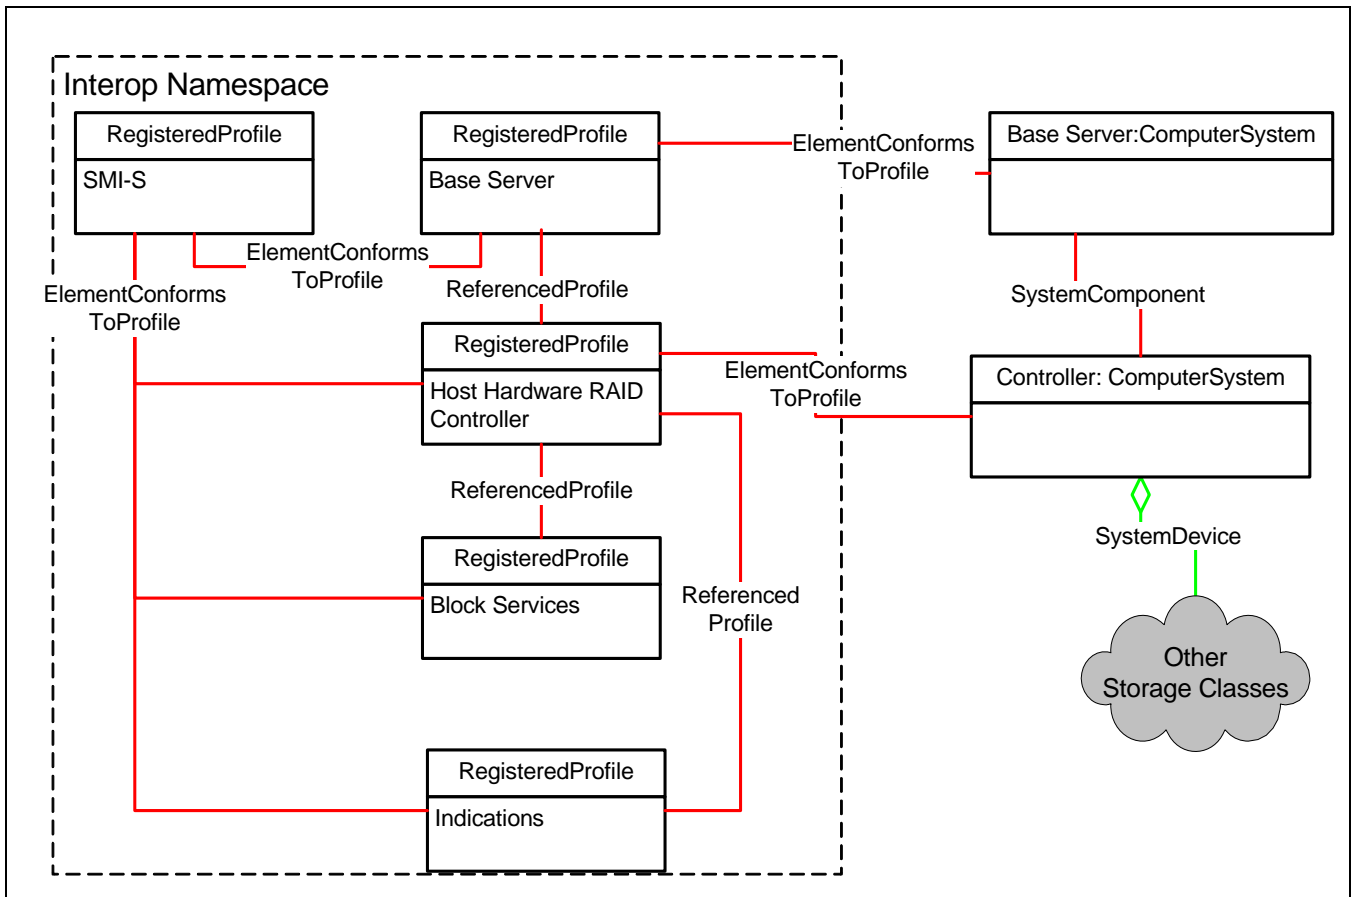 Interop Namespace
RegisteredProfile
SMI-S
RegisteredProfile
Base Server
ElementConforms
ToProfile
Base Server:ComputerSystem
ElementConforms
ToProfile
ElementConforms
ToProfile
ReferencedProfile
SystemComponent
RegisteredProfile
Host Hardware RAID
Controller
ElementConforms
ToProfile
Controller: ComputerSystem
ReferencedProfile
SystemDevice
RegisteredProfile
Block Services
Referenced
Profile
Other
Storage Classes
RegisteredProfile
Indications